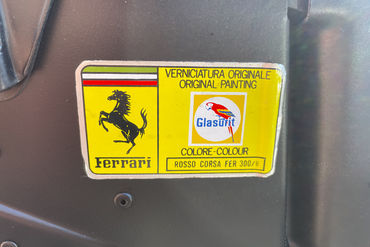 VERNICIATURA ORIGINALE
ORIGINAL-PAINTING
Glasurit
COLORE-COLOUR
ROSSO CORSA FER 300/6
Ferrari